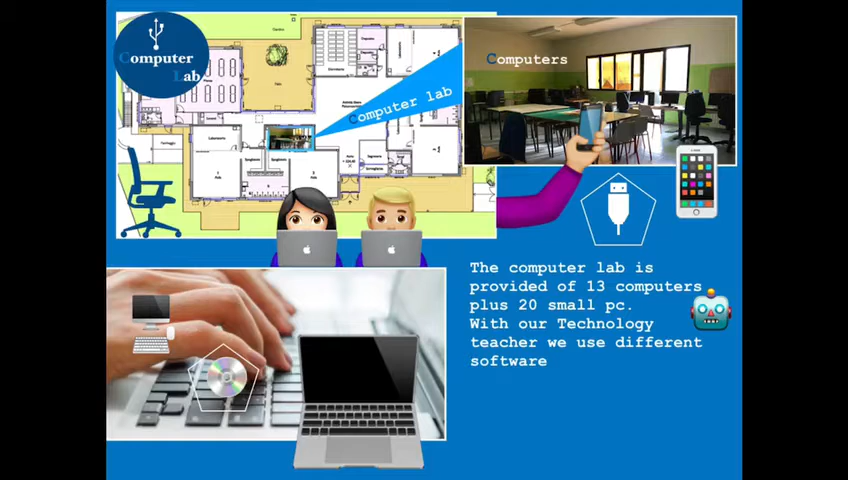 Computer
Lab
Computer lab
Computers
The computer lab is
provided of 13 computers
plus 20 small pc.
With our Technology
teacher we use different
software